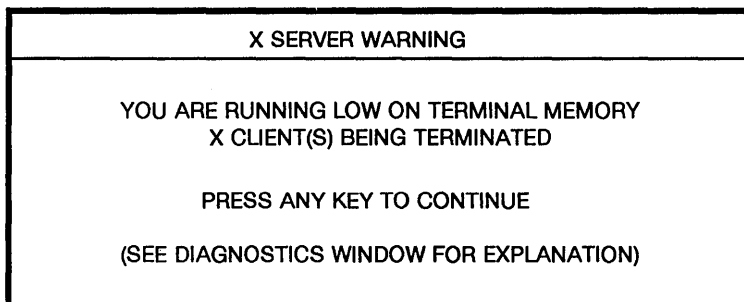 X SERVER WARNING
YOU ARE RUNNING LOW ON TERMINAL MEMORY
X CLIENT(S) BEING TERMINATED
PRESS ANY KEY TO CONTINUE
(SEE DIAGNOSTICS WINDOW FOR EXPLANATION)